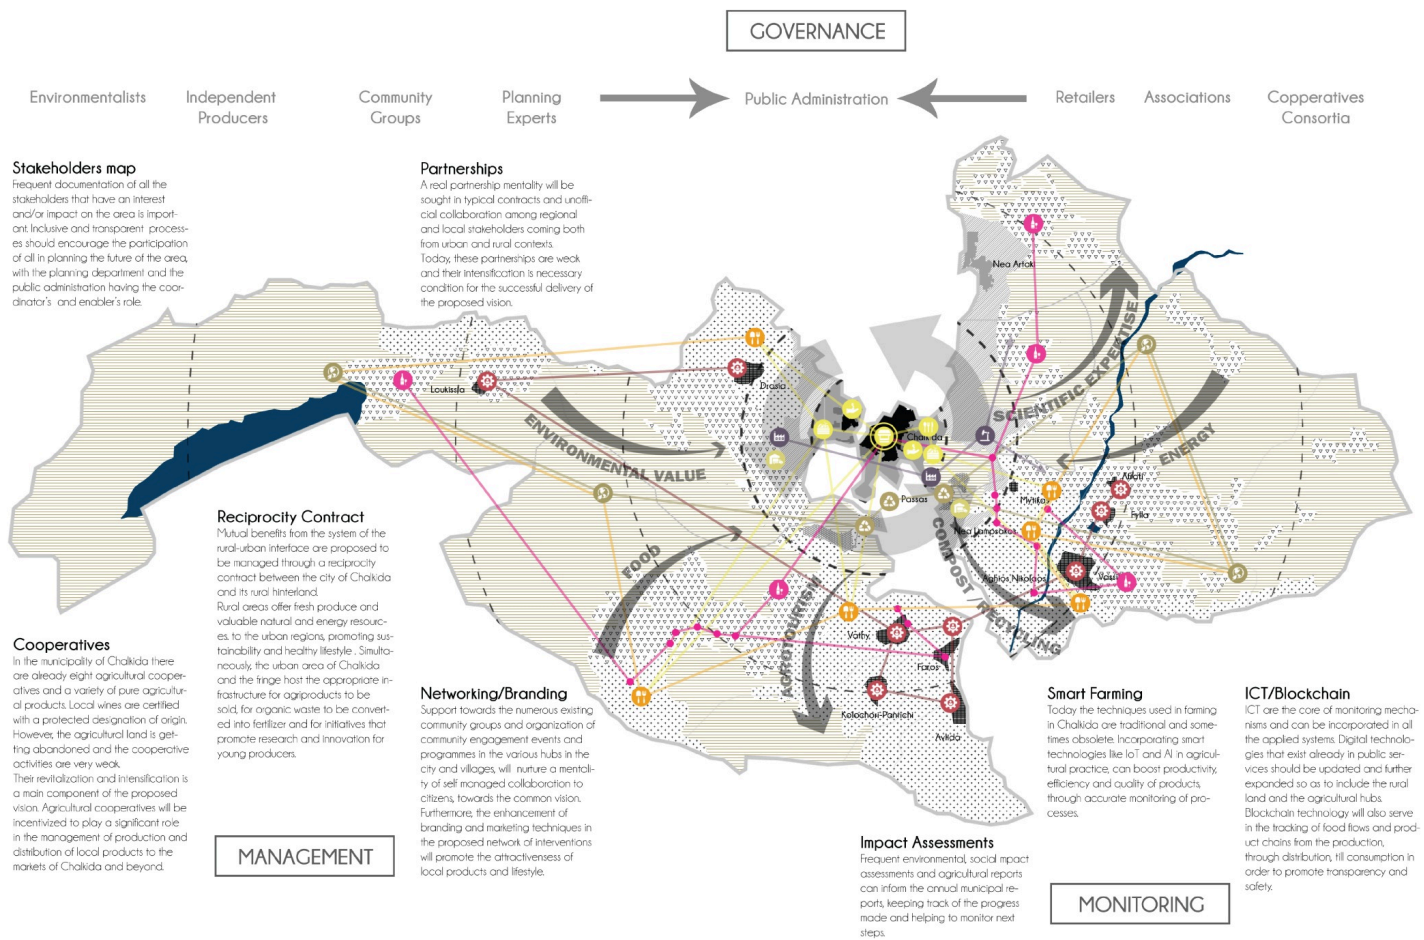 GOVERNANCE
Environmentalists
Independent
Producers
Community
Groups
Planning
Experts
Public Administration
Retailers
Associations
Copperatives
Consortia
Stakeholders map
Frequent documentation of all the
stakeholders that have an interest
and/or impact on the area is import-
ant. Inclusive and transparent process-
es should encourage the participation
of all in planning the future of the area,
with the planning department and the
public administration having the coor-
dinator's and enabler's role.
Partnerships
A real partnership mentality will be
sought in typical contracts and unoffi-
cial collaboration among regional
and local stakeholders coming both
from urban and rural contexts.
Today, these partnerships are weak
and their intensification is necessary
condition for the successful delivery of
the proposed vision.
Nea Artaki
Loukissia
Drosia
Chalkida
SCIENTIFIC EXPERTISE
ENERGY
ENVIRONMENTAL VALUE
Passas
Mytika
Afrati
Fylla
Nea Lampsakos
Aghios Nikolaos
Vasil
FOOD
AGROTOURISM
COMPOST / RECYCLING
Vathy
Faros
Kalochori-Pantichi
Avlida
Reciprocity Contract
Mutual benefits from the system of the
rural-urban interface are proposed to
be managed through a reciprocity
contract between the city of Chalkida
and its rural hinterland.
Rural areas offer fresh produce and
valuable natural and energy resourc-
es, to the urban regions, promoting sus-
tainability and healthy lifestyle . Simulta-
neously, the urban area of Chalkida
and the fringe host the appropriate in-
frastructure for agriproducts to be
sold, for organic waste to be convert-
ed into fertilizer and for initiatives that
promote research and innovation for
young producers.
Cooperatives
In the municipality of Chalkida there
are already eight agricultural cooper-
atives and a variety of pure agricultur-
al products. Local wines are certified
with a protected designation of origin.
However, the agricultural land is get-
ting abandoned and the cooperative
activities are very weak.
Their revitalization and intensification is
a main component of the proposed
vision. Agricultural cooperatives will be
incentivized to play a significant role
in the management of production and
distribution of local products to the
markets of Chalkida and beyond.
MANAGEMENT
Networking/Branding
Support towards the numerous existing
community groups and organization of
community engagement events and
programmes in the various hubs in the
city and villages, will nurture a mentali-
ty of self managed collaboration to
citizens, towards the common vision.
Furthermore, the enhancement of
branding and marketing techniques in
the proposed network of interventions
will promote the attractiveness of
local products and lifestyle.
Impact Assessments
Frequent environmental, social impact
assessments and agricultural reports
can inform the annual municipal re-
ports, keeping track of the progress
made and helping to monitor next
steps.
Smart Farming
Today the techniques used in farming
in Chalkida are traditional and some-
times obsolete. Incorporating smart
technologies like IoT and AI in agricul-
tural practice, can boost productivity,
efficiency and quality of products,
through accurate monitoring of pro-
cesses.
MONITORING
ICT/Blockchain
ICT are the core of monitoring mecha-
nisms and can be incorporated in all
the applied systems. Digital technolo-
gies that exist already in public ser-
vices should be updated and further
expanded so as to include the rural
land and the agricultural hubs.
Blockchain technology will also serve
in the tracking of food flows and prod-
uct chains from the production,
through distribution, till consumption in
order to promote transparency and
safety.